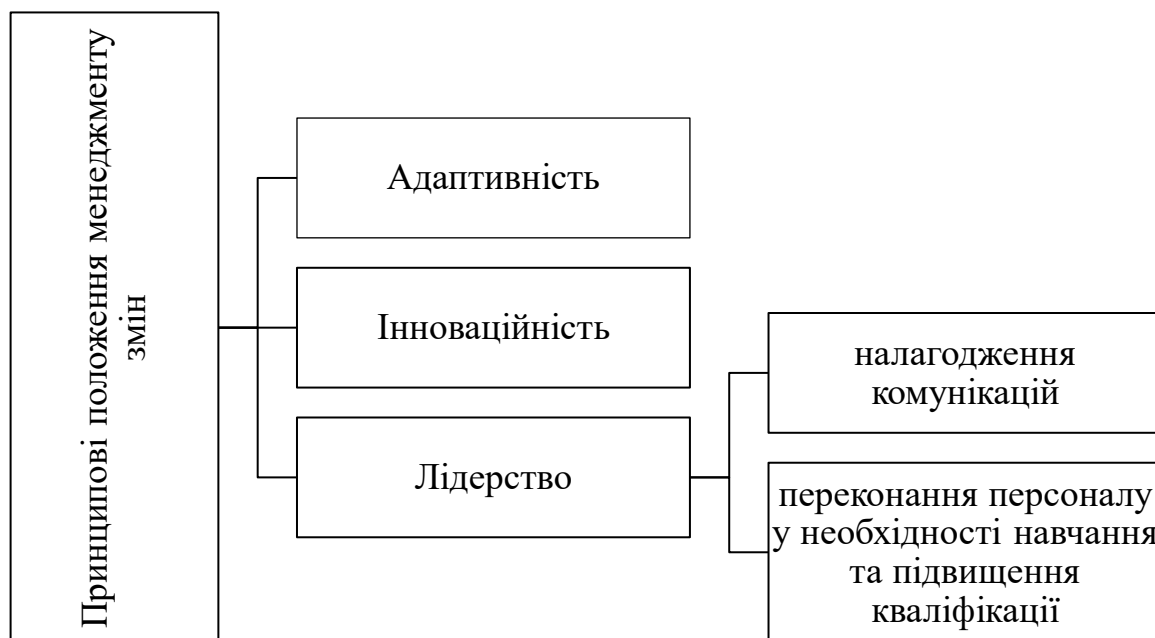 Принципові положення менеджменту
змін
Адаптивність
Інноваційність
Лідерство
налагодження
комунікацій
переконання персоналу
у необхідності навчання
та підвищення
кваліфікації